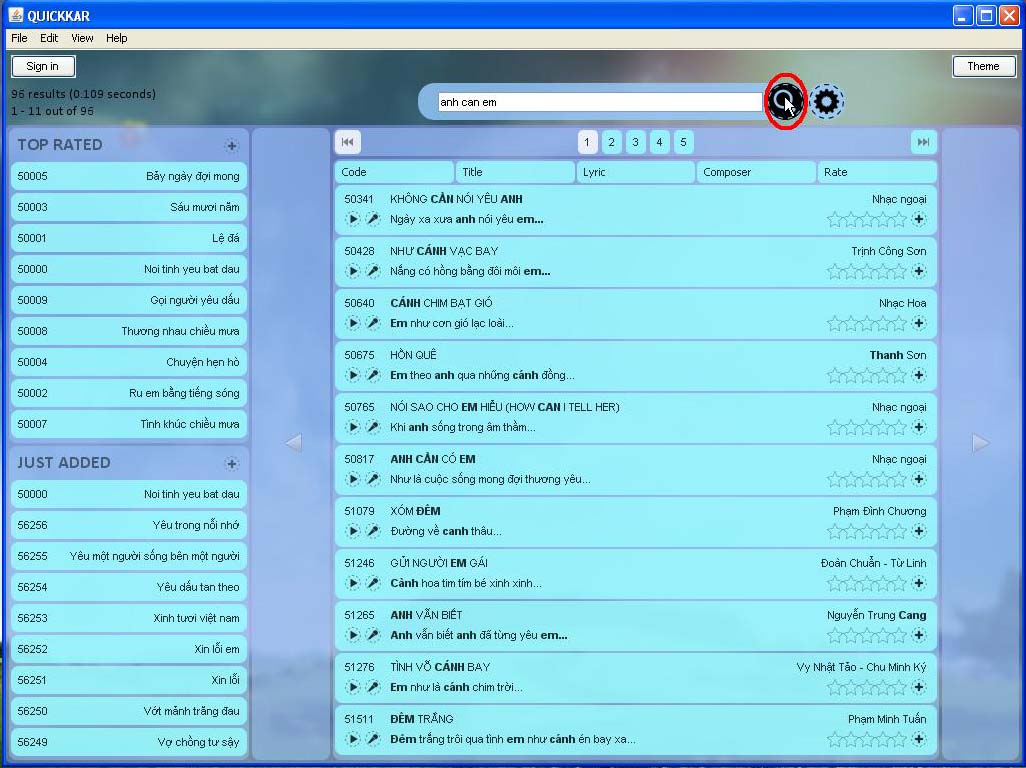 QUICKKAR
File Edit View Help
Sign in
Theme
96 results (0.109 seconds)
1 - 11 out of 96
anh can em
TOP RATED
50005 Bảy ngày đợi mong
50003 Sáu mươi năm
50001 Lệ đá
50000 Noi tinh yeu bat dau
50009 Gọi người yêu dấu
50008 Thương nhau chiều mưa
50004 Chuyện hẹn hò
50002 Ru em bằng tiếng sóng
50007 Tình khúc chiều mưa
JUST ADDED
50000 Noi tinh yeu bat dau
56256 Yêu trong nỗi nhớ
56255 Yêu một người sống bên một người
56254 Yêu dấu tan theo
56253 Xinh tươi việt nam
56252 Xin lỗi em
56251 Xin lỗi
56250 Vớt mảnh trăng đau
56249 Vợ chồng tư sậy
1 2 3 4 5
Code Title Lyric Composer Rate
50341 KHÔNG CẦN NÓI YÊU ANH Nhạc ngoại
Ngày xa xưa anh nói yêu em...
50428 NHƯ CÁNH VẠC BAY Trịnh Công Sơn
Nắng có hồng bằng đôi môi em...
50640 CÁNH CHIM BẠT GIÓ Nhạc Hoa
Em như cơn gió lạc loài...
50675 HỒN QUÊ Thanh Sơn
Em theo anh qua những cánh đồng...
50765 NÓI SAO CHO EM HIỂU (HOW CAN I TELL HER) Nhạc ngoại
Khi anh sống trong âm thầm...
50817 ANH CẦN CÓ EM Nhạc ngoại
Như là cuộc sống mong đợi thương yêu...
51079 XÓM ĐÊM Phạm Đình Chương
Đường về canh thâu...
51246 GỬI NGƯỜI EM GÁI Đoàn Chuẩn - Từ Linh
Cành hoa tim tím bé xinh xinh...
51265 ANH VẪN BIẾT Nguyễn Trung Cang
Anh vẫn biết anh đã từng yêu em...
51276 TÌNH VỖ CÁNH BAY Vy Nhật Tảo - Chu Minh Ký
Em như là cánh chim trời...
51511 ĐÊM TRẮNG Phạm Minh Tuấn
Đêm trắng trôi qua tình em như cánh én bay xa...